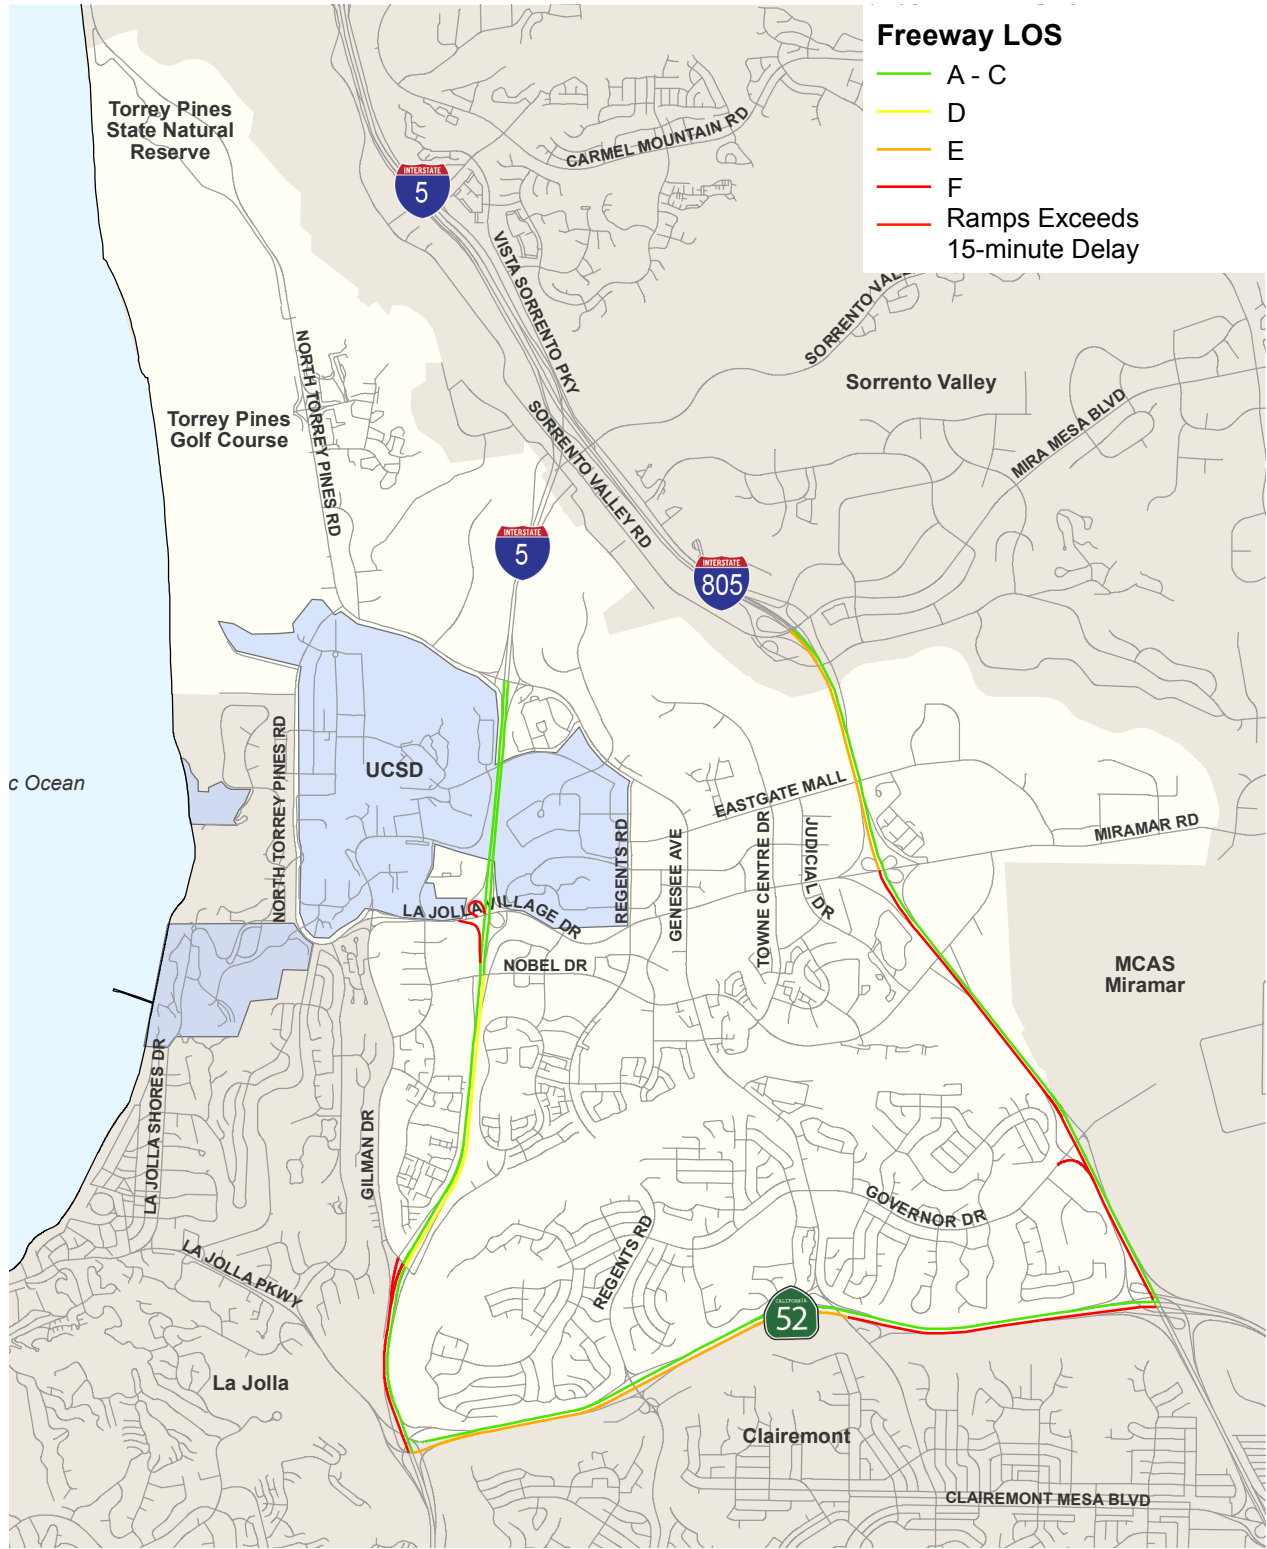 Freeway LOS
A - C
D
E
F
Ramps Exceeds
15-minute Delay
Torrey Pines
State Natural
Reserve
CARMEL MOUNTAIN RD
INTERSTATE
5
VISTA SORRENTO PKY
SORRENTO
Sorrento Valley
NORTH TORREY PINES RD
Torrey Pines
Golf Course
MIRA MESA BLVD
SORRENTO VALLEY RD
INTERSTATE
5
INTERSTATE
805
UCSD
NORTH TORREY PINES RD
c Ocean
EASTGATE MALL
MIRAMAR RD
REGENTS RD
GENESEE AVE
TOWNE CENTRE DR
JUDICIAL DR
LA JOLLA VILLAGE DR
NOBEL DR
MCAS
Miramar
LA JOLLA SHORES DR
GILMAN DR
GOVERNOR DR
REGENTS RD
LA JOLLA PKWY
CALIFORNIA
52
La Jolla
Clairemont
CLAIREMONT MESA BLVD